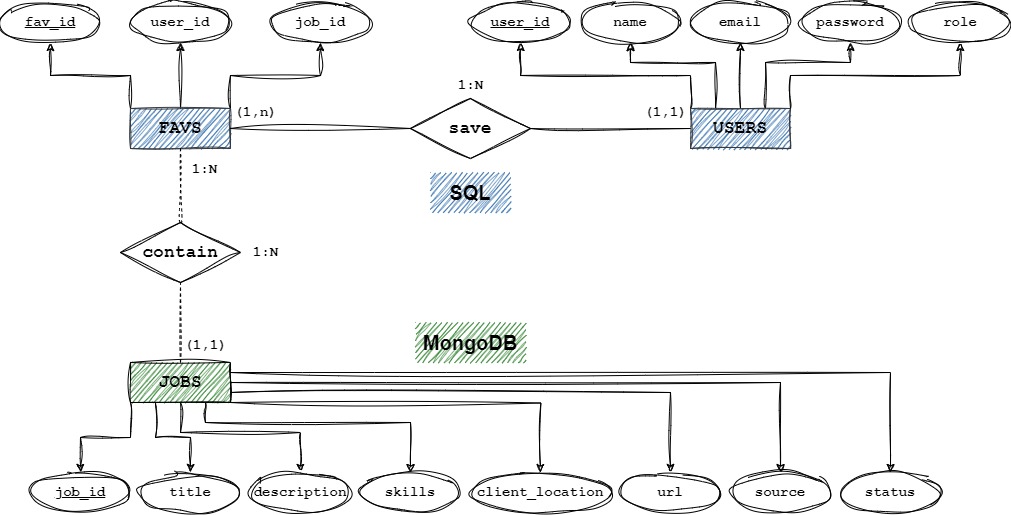 fav_id user_id job_id user_id name email password role
1:N
(1,n) (1,1)
FAVS save USERS
1:N
SQL
contain 1:N
MongoDB
(1,1)
JOBS
job_id title description skills client_location url source status